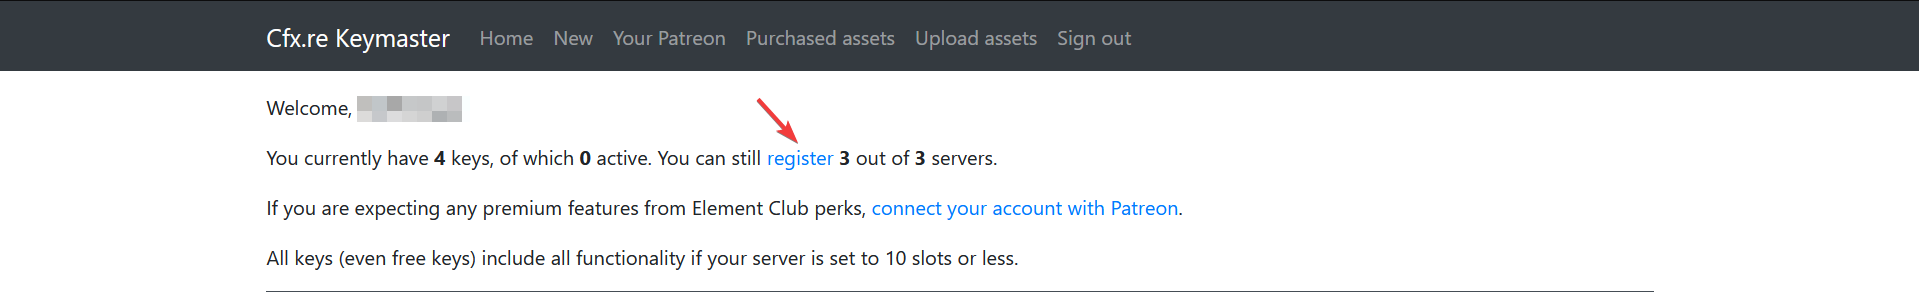 Cfx.re Keymaster Home New Your Patreon Purchased assets Upload assets Sign out
Welcome,
You currently have 4 keys, of which 0 active. You can still register 3 out of 3 servers.
If you are expecting any premium features from Element Club perks, connect your account with Patreon.
All keys (even free keys) include all functionality if your server is set to 10 slots or less.